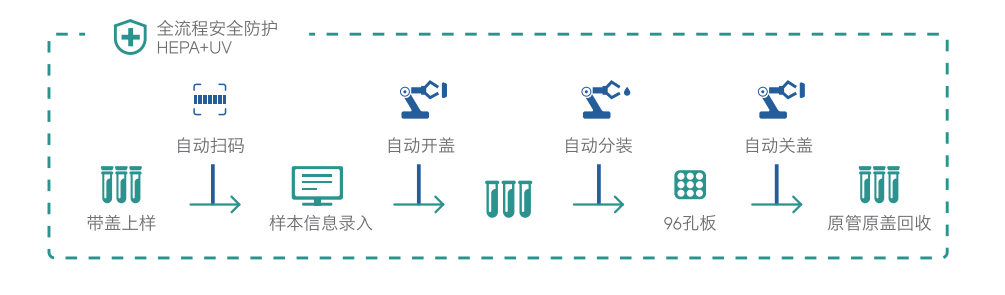 全流程安全防护
HEPA+UV
自动扫码
自动开盖
自动分装
自动关盖
带盖上样
样本信息录入
96孔板
原管原盖回收